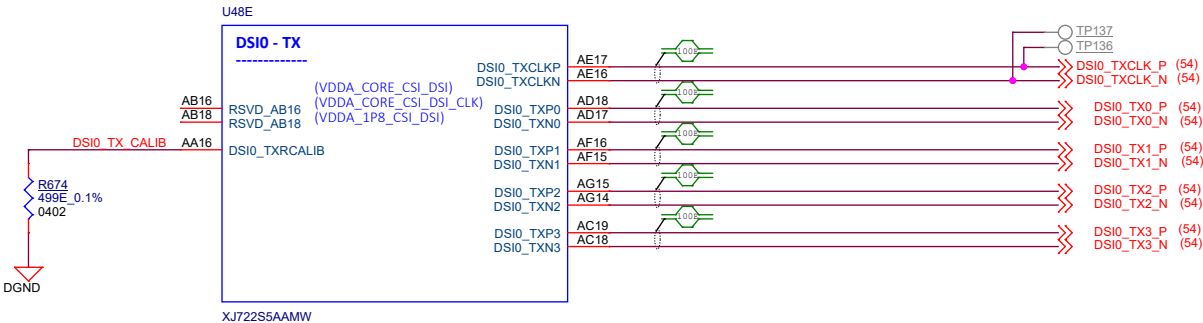 U48E
DSI0 - TX
-------------
(VDDA_CORE_CSI_DSI)
(VDDA_CORE_CSI_DSI_CLK)
(VDDA_1P8_CSI_DSI)
AB16 RSVD_AB16
AB18 RSVD_AB18
DSI0_TX_CALIB AA16 DSI0_TXRCALIB
R674
499E_0.1%
0402
DGND
TP137
TP136
100E
DSI0_TXCLKP AE17 DSI0_TXCLK_P (54)
DSI0_TXCLKN AE16 DSI0_TXCLK_N (54)
100E
DSI0_TXP0 AD18 DSI0_TX0_P (54)
DSI0_TXN0 AD17 DSI0_TX0_N (54)
100E
DSI0_TXP1 AF16 DSI0_TX1_P (54)
DSI0_TXN1 AF15 DSI0_TX1_N (54)
100E
DSI0_TXP2 AG15 DSI0_TX2_P (54)
DSI0_TXN2 AG14 DSI0_TX2_N (54)
100E
DSI0_TXP3 AC19 DSI0_TX3_P (54)
DSI0_TXN3 AC18 DSI0_TX3_N (54)
XJ722S5AAMW